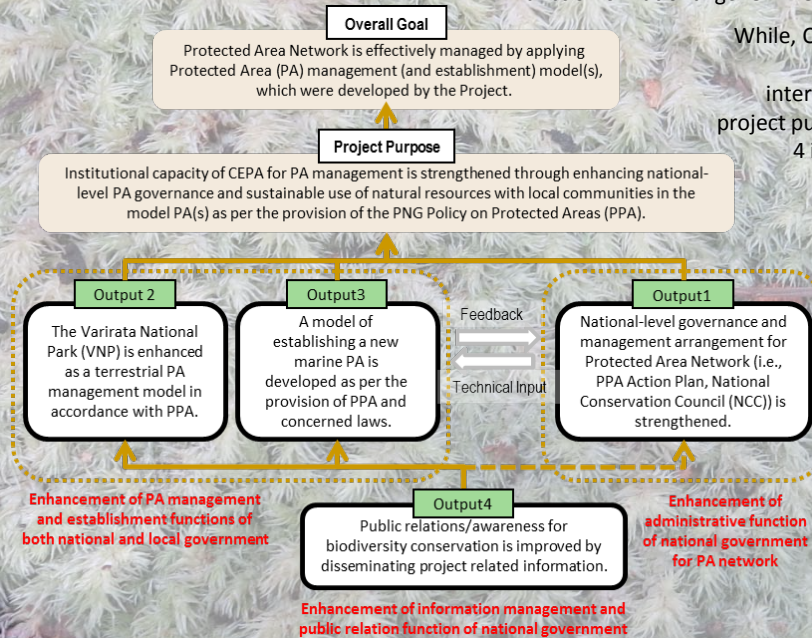 Overall Goal
Protected Area Network is effectively managed by applying
Protected Area (PA) management (and establishment) model(s),
which were developed by the Project.
While, C
inter
project pu
4 i
Project Purpose
Institutional capacity of CEPA for PA management is strengthened through enhancing national-
level PA governance and sustainable use of natural resources with local communities in the
model PA(s) as per the provision of the PNG Policy on Protected Areas (PPA).
Output 2
The Varirata National
Park (VNP) is enhanced
as a terrestrial PA
management model in
accordance with PPA.
Output3
A model of
establishing a new
marine PA is
developed as per the
provision of PPA and
concerned laws.
Feedback
Technical Input
Output1
National-level governance and
management arrangement for
Protected Area Network (i.e.,
PPA Action Plan, National
Conservation Council (NCC)) is
strengthened.
Enhancement of PA management
and establishment functions of
both national and local government
Output4
Public relations/awareness for
biodiversity conservation is improved by
disseminating project related information.
Enhancement of
administrative function
of national government
for PA network
Enhancement of information management and
public relation function of national government